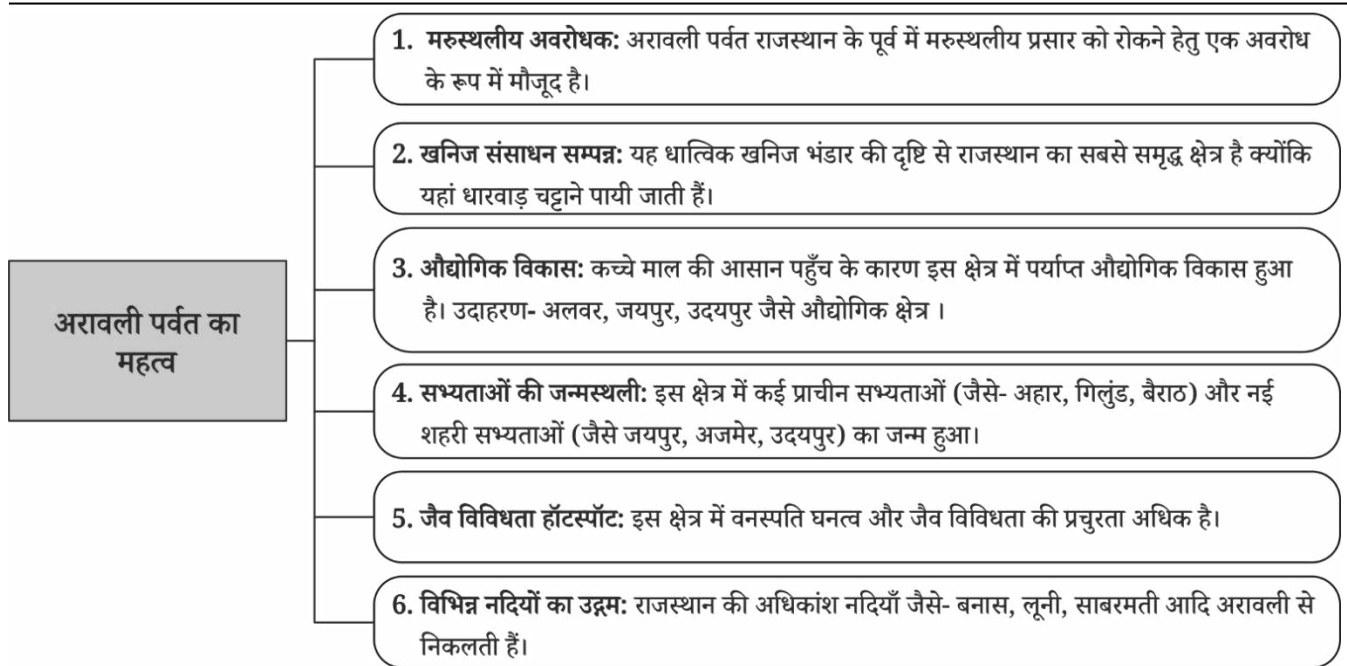 अरावली पर्वत का
महत्व
1. मरुस्थलीय अवरोधक: अरावली पर्वत राजस्थान के पूर्व में मरुस्थलीय प्रसार को रोकने हेतु एक अवरोध
के रूप में मौजूद है।
2. खनिज संसाधन सम्पन्न: यह धात्विक खनिज भंडार की दृष्टि से राजस्थान का सबसे समृद्ध क्षेत्र है क्योंकि
यहां धारवाड़ चट्टाने पायी जाती हैं।
3. औद्योगिक विकास: कच्चे माल की आसान पहुँच के कारण इस क्षेत्र में पर्याप्त औद्योगिक विकास हुआ
है। उदाहरण- अलवर, जयपुर, उदयपुर जैसे औद्योगिक क्षेत्र ।
4. सभ्यताओं की जन्मस्थली: इस क्षेत्र में कई प्राचीन सभ्यताओं (जैसे- अहार, गिलुंड, बैराठ) और नई
शहरी सभ्यताओं (जैसे जयपुर, अजमेर, उदयपुर) का जन्म हुआ।
5. जैव विविधता हॉटस्पॉट: इस क्षेत्र में वनस्पति घनत्व और जैव विविधता की प्रचुरता अधिक है।
6. विभिन्न नदियों का उद्गम: राजस्थान की अधिकांश नदियाँ जैसे- बनास, लूनी, साबरमती आदि अरावली से
निकलती हैं।